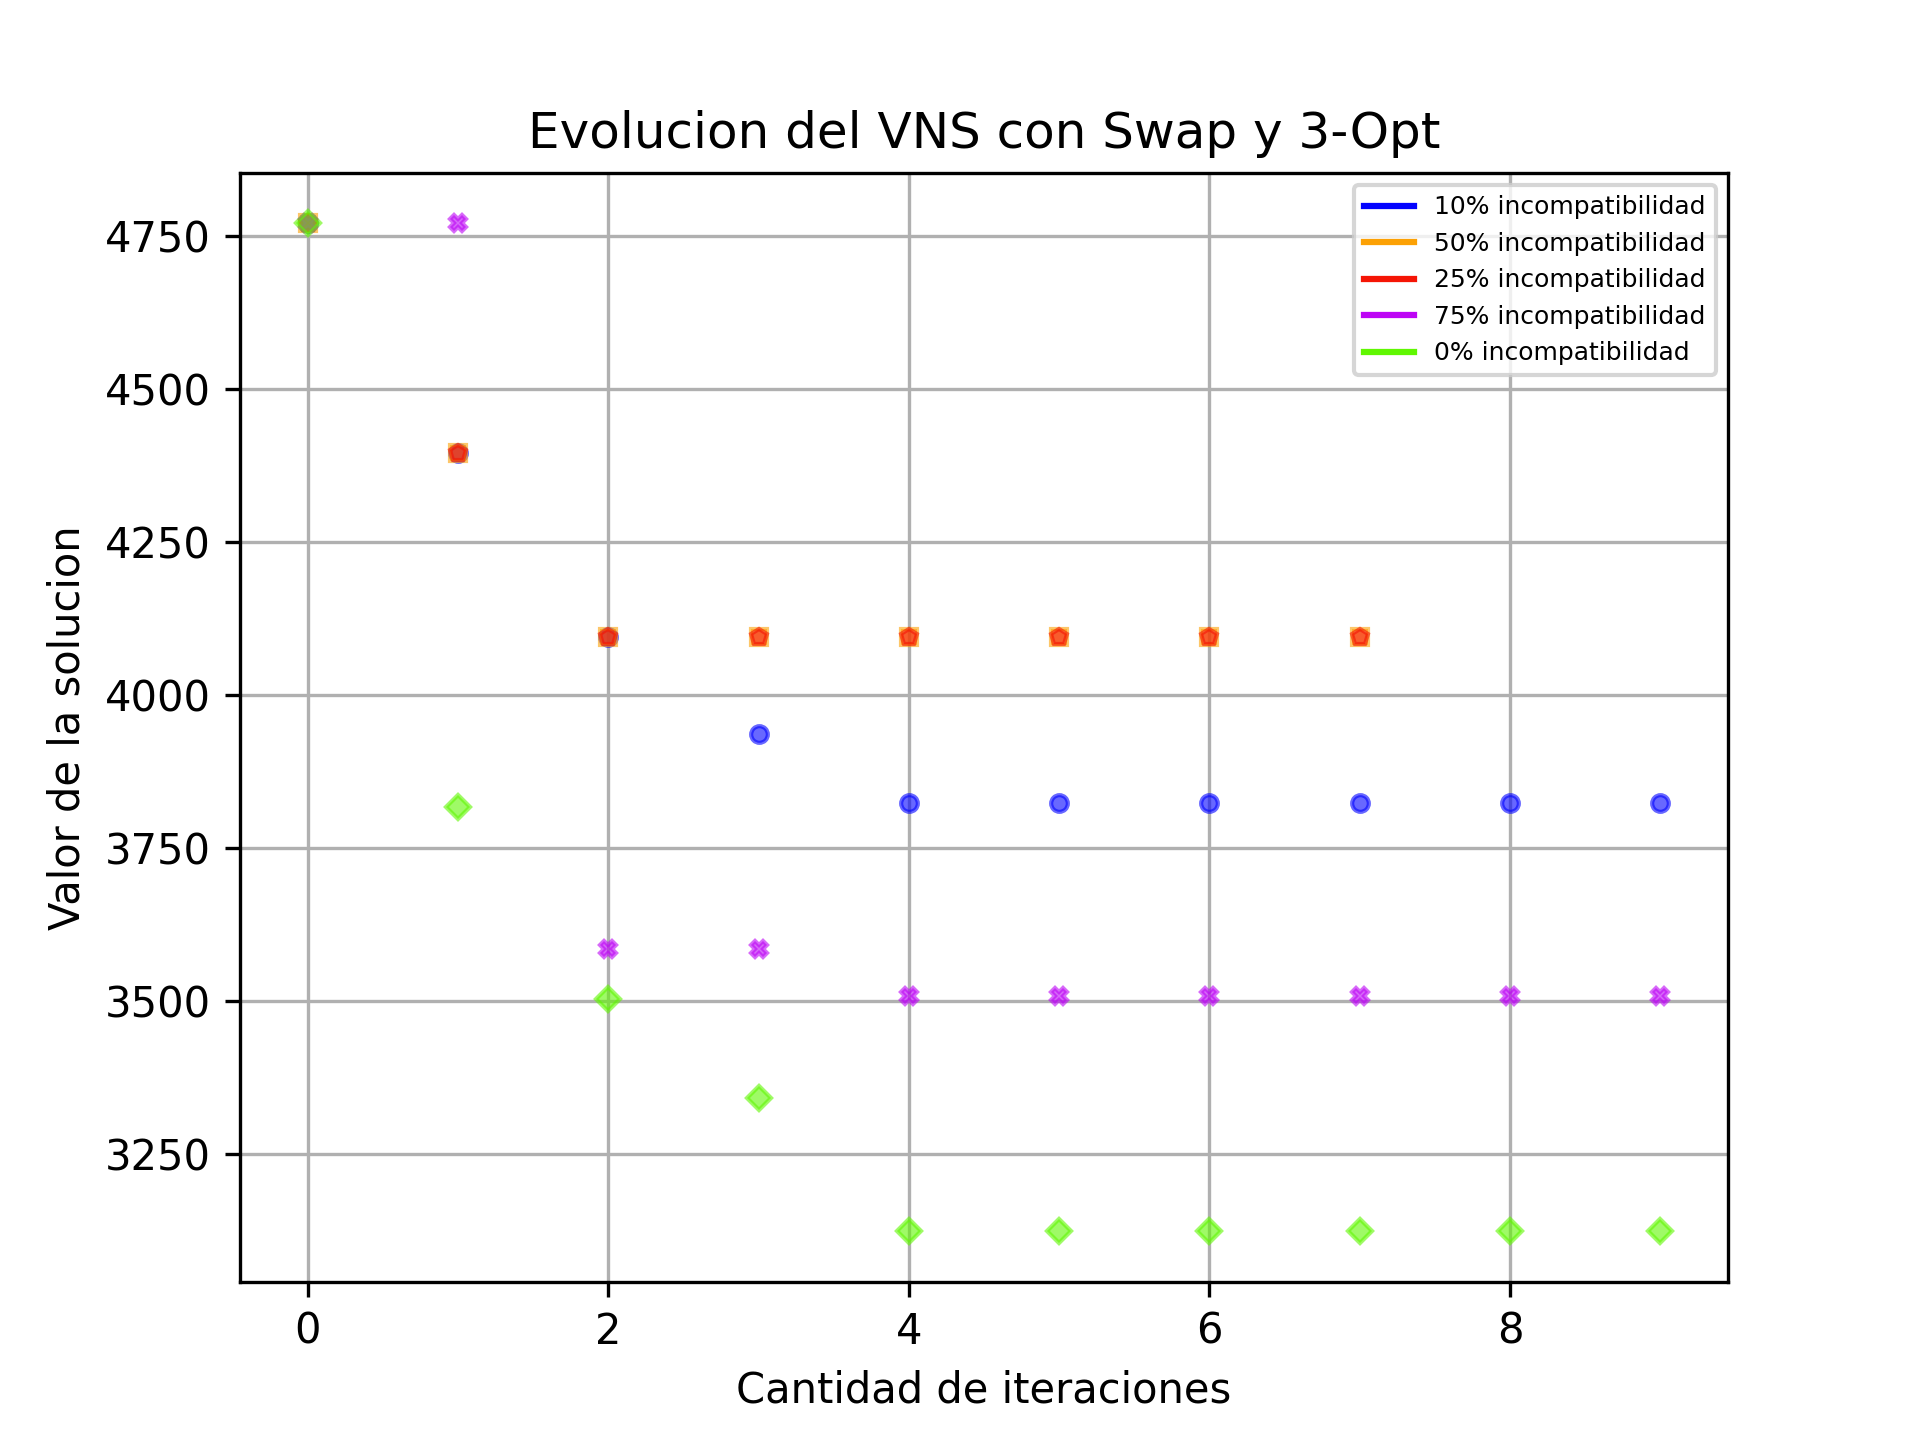 Evolucion del VNS con Swap y 3-Opt
10% incompatibilidad
50% incompatibilidad
25% incompatibilidad
75% incompatibilidad
0% incompatibilidad
Valor de la solucion
4750
4500
4250
4000
3750
3500
3250
0 2 4 6 8
Cantidad de iteraciones